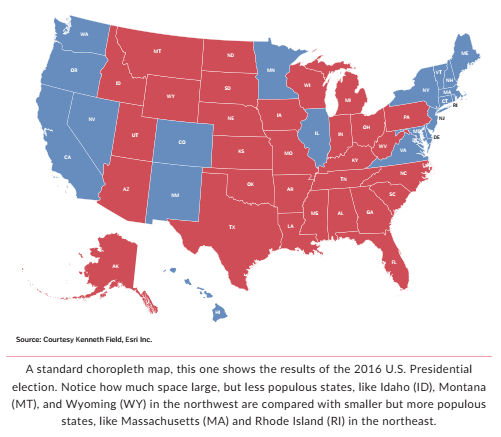 WA
ME
MT
ND
VT
OR
MN
NH
ID
WI
NY
MA
SD
CT
RI
WY
MI
PA
NJ
IA
NE
NV
OH
DE
IL
IN
UT
CO
WV
VA
CA
KS
MO
KY
NC
TN
OK
AZ
NM
AR
SC
MS
AL
GA
TX
LA
FL
AK
HI
Source: Courtesy Kenneth Field, Esri Inc.
A standard choropleth map, this one shows the results of the 2016 U.S. Presidential
election. Notice how much space large, but less populous states, like Idaho (ID), Montana
(MT), and Wyoming (WY) in the northwest are compared with smaller but more populous
states, like Massachusetts (MA) and Rhode Island (RI) in the northeast.